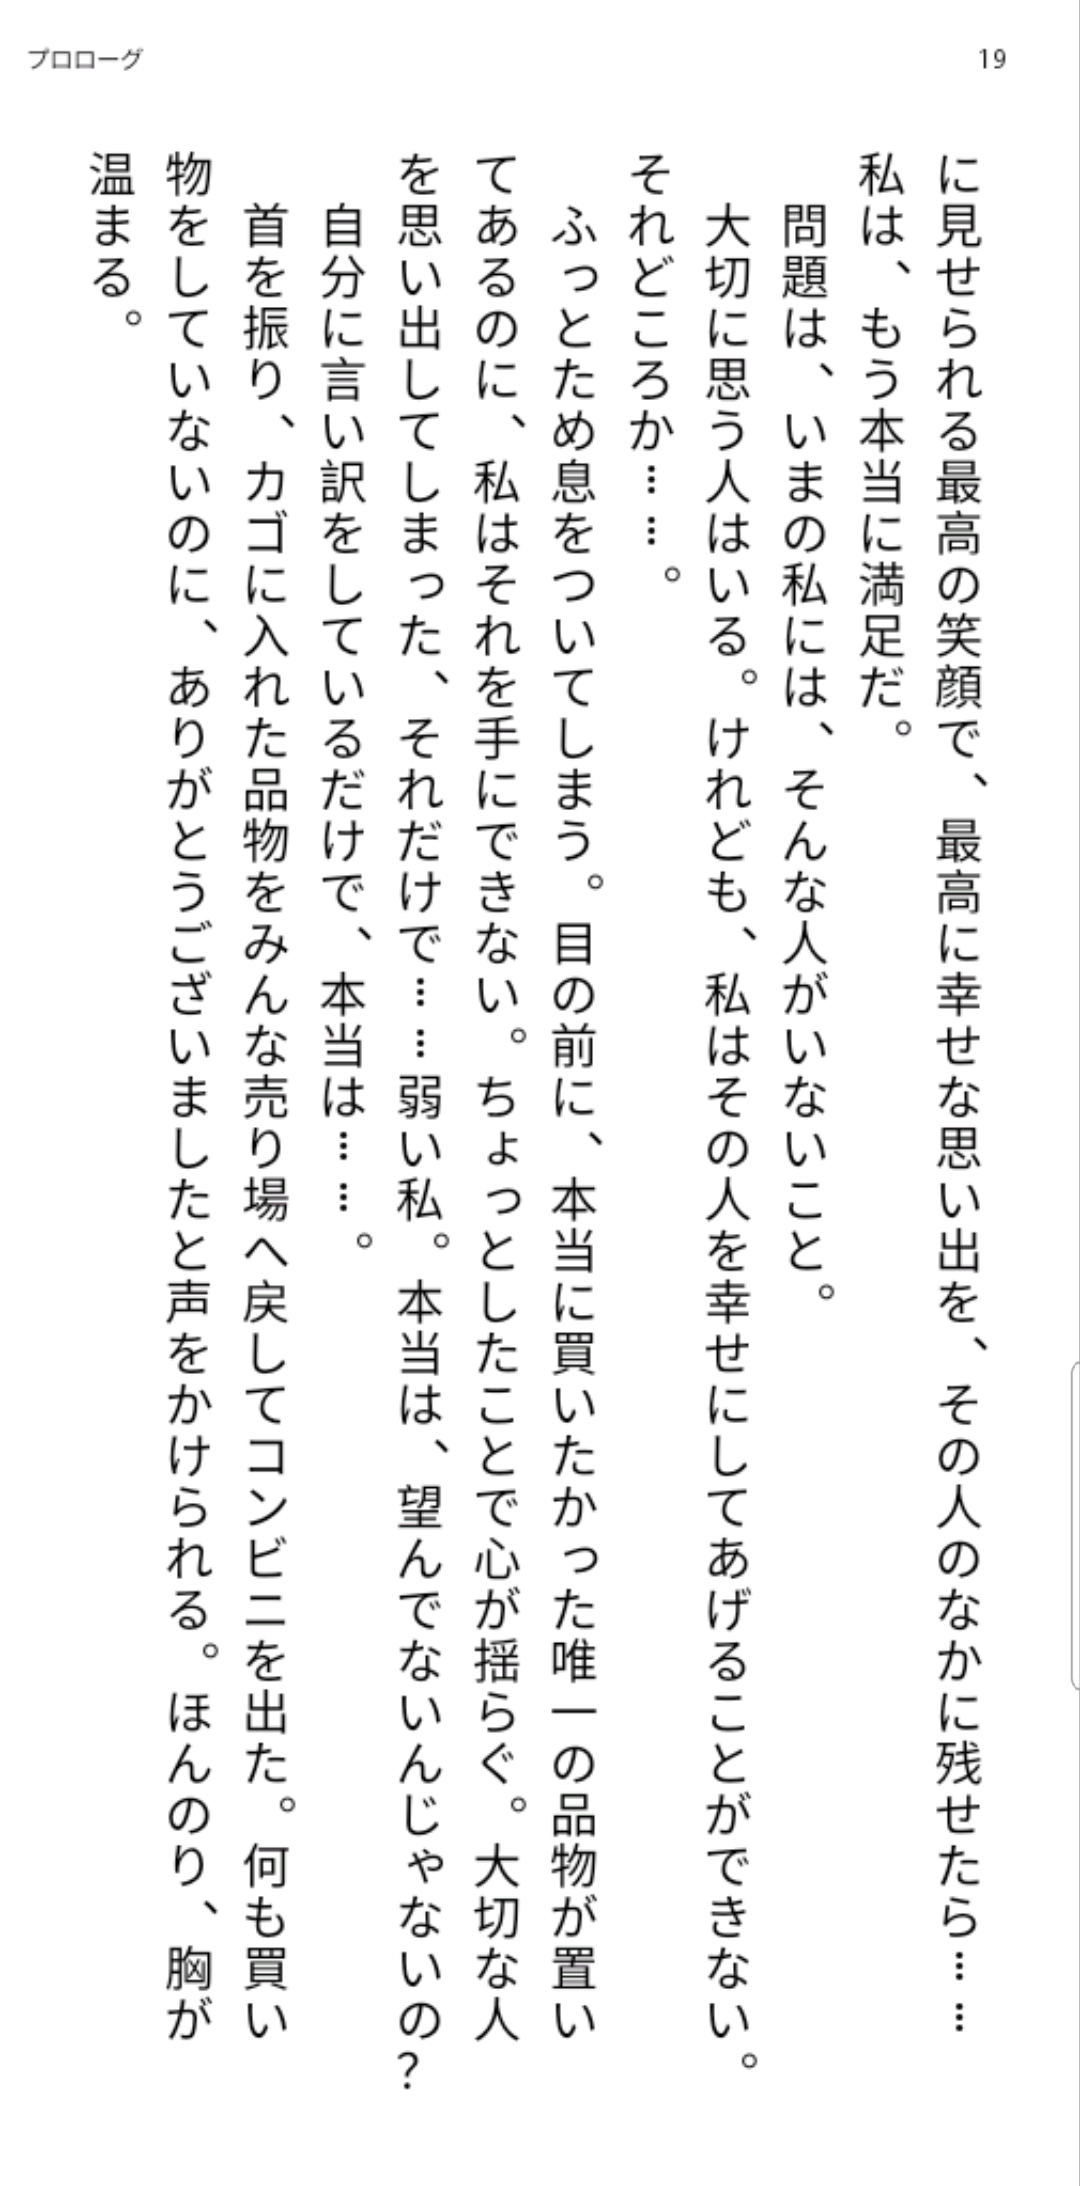 プロローグ
19
に見せられる最高の笑顔で、最高に幸せな思い出を、その人のなかに残せたら……
私は、もう本当に満足だ。
　問題は、いまの私には、そんな人がいないこと。
　大切に思う人はいる。けれども、私はその人を幸せにしてあげることができない。
それどころか……。
　ふっとため息をついてしまう。目の前に、本当に買いたかった唯一の品物が置い
てあるのに、私はそれを手にできない。ちょっとしたことで心が揺らぐ。大切な人
を思い出してしまった、それだけで……弱い私。本当は、望んでないんじゃないの？
　自分に言い訳をしているだけで、本当は……。
　首を振り、カゴに入れた品物をみんな売り場へ戻してコンビニを出た。何も買い
物をしていないのに、ありがとうございましたと声をかけられる。ほんのり、胸が
温まる。